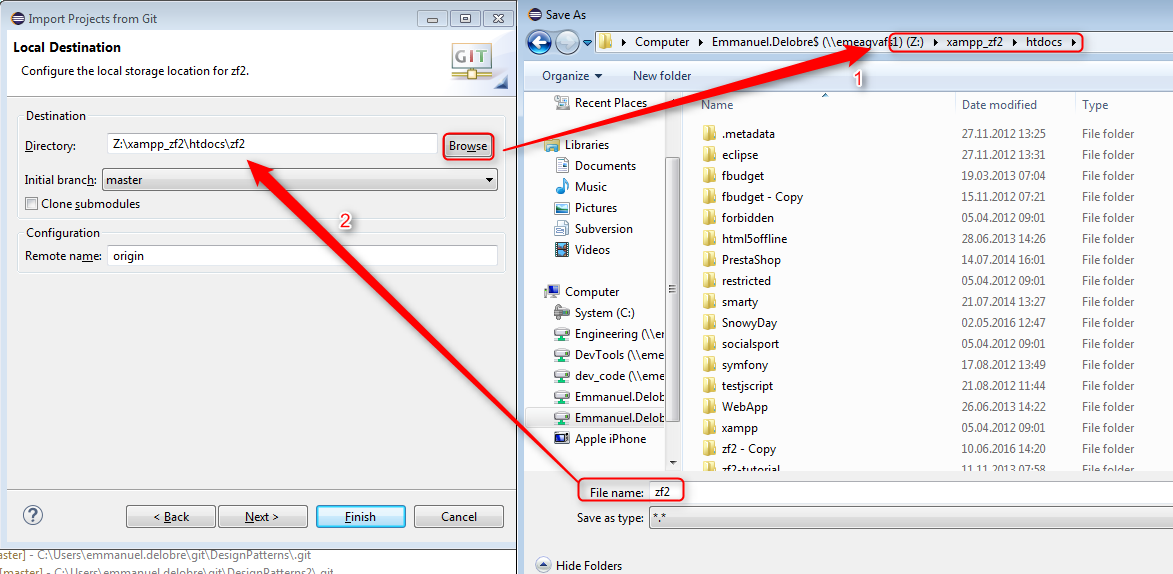 Import Projects from Git
Local Destination
Configure the local storage location for zf2.
GIT
Destination
Directory: Z:\xampp_zf2\htdocs\zf2 Browse
Initial branch: master
Clone submodules
Configuration
Remote name: origin
2
? < Back Next > Finish Cancel
aster] - C:\Users\emmanuel.delobre\git\DesignPatterns\.git
[master] - C:\Users\emmanuel.delobre\git\DesignPatterns2\.git
Save As
Computer Emmanuel.Delobre$ (\\emeagvafs1) (Z:) xampp_zf2 htdocs
1
Organize New folder
Recent Places
Libraries
Documents
Music
Pictures
Subversion
Videos
Computer
System (C:)
Engineering (\\er
DevTools (\\eme
dev_code (\\eme
Emmanuel.Delob
Emmanuel.Delob
Apple iPhone
Name Date modified Type
.metadata 27.11.2012 13:25 File folder
eclipse 27.11.2012 13:31 File folder
fbudget 19.03.2013 07:04 File folder
fbudget - Copy 15.11.2012 07:21 File folder
forbidden 05.04.2012 09:01 File folder
html5offline 28.06.2013 14:26 File folder
PrestaShop 14.07.2014 16:01 File folder
restricted 05.04.2012 09:01 File folder
smarty 21.07.2014 13:27 File folder
SnowyDay 02.05.2016 12:47 File folder
socialsport 05.04.2012 09:01 File folder
symfony 17.08.2012 13:49 File folder
testjscript 21.08.2012 11:44 File folder
WebApp 26.06.2013 14:22 File folder
xampp 05.04.2012 09:01 File folder
zf2 - Copy 10.06.2016 14:20 File folder
zf2-tutorial 11.11.2013 07:58 File folder
File name: zf2
Save as type: *.*
Hide Folders